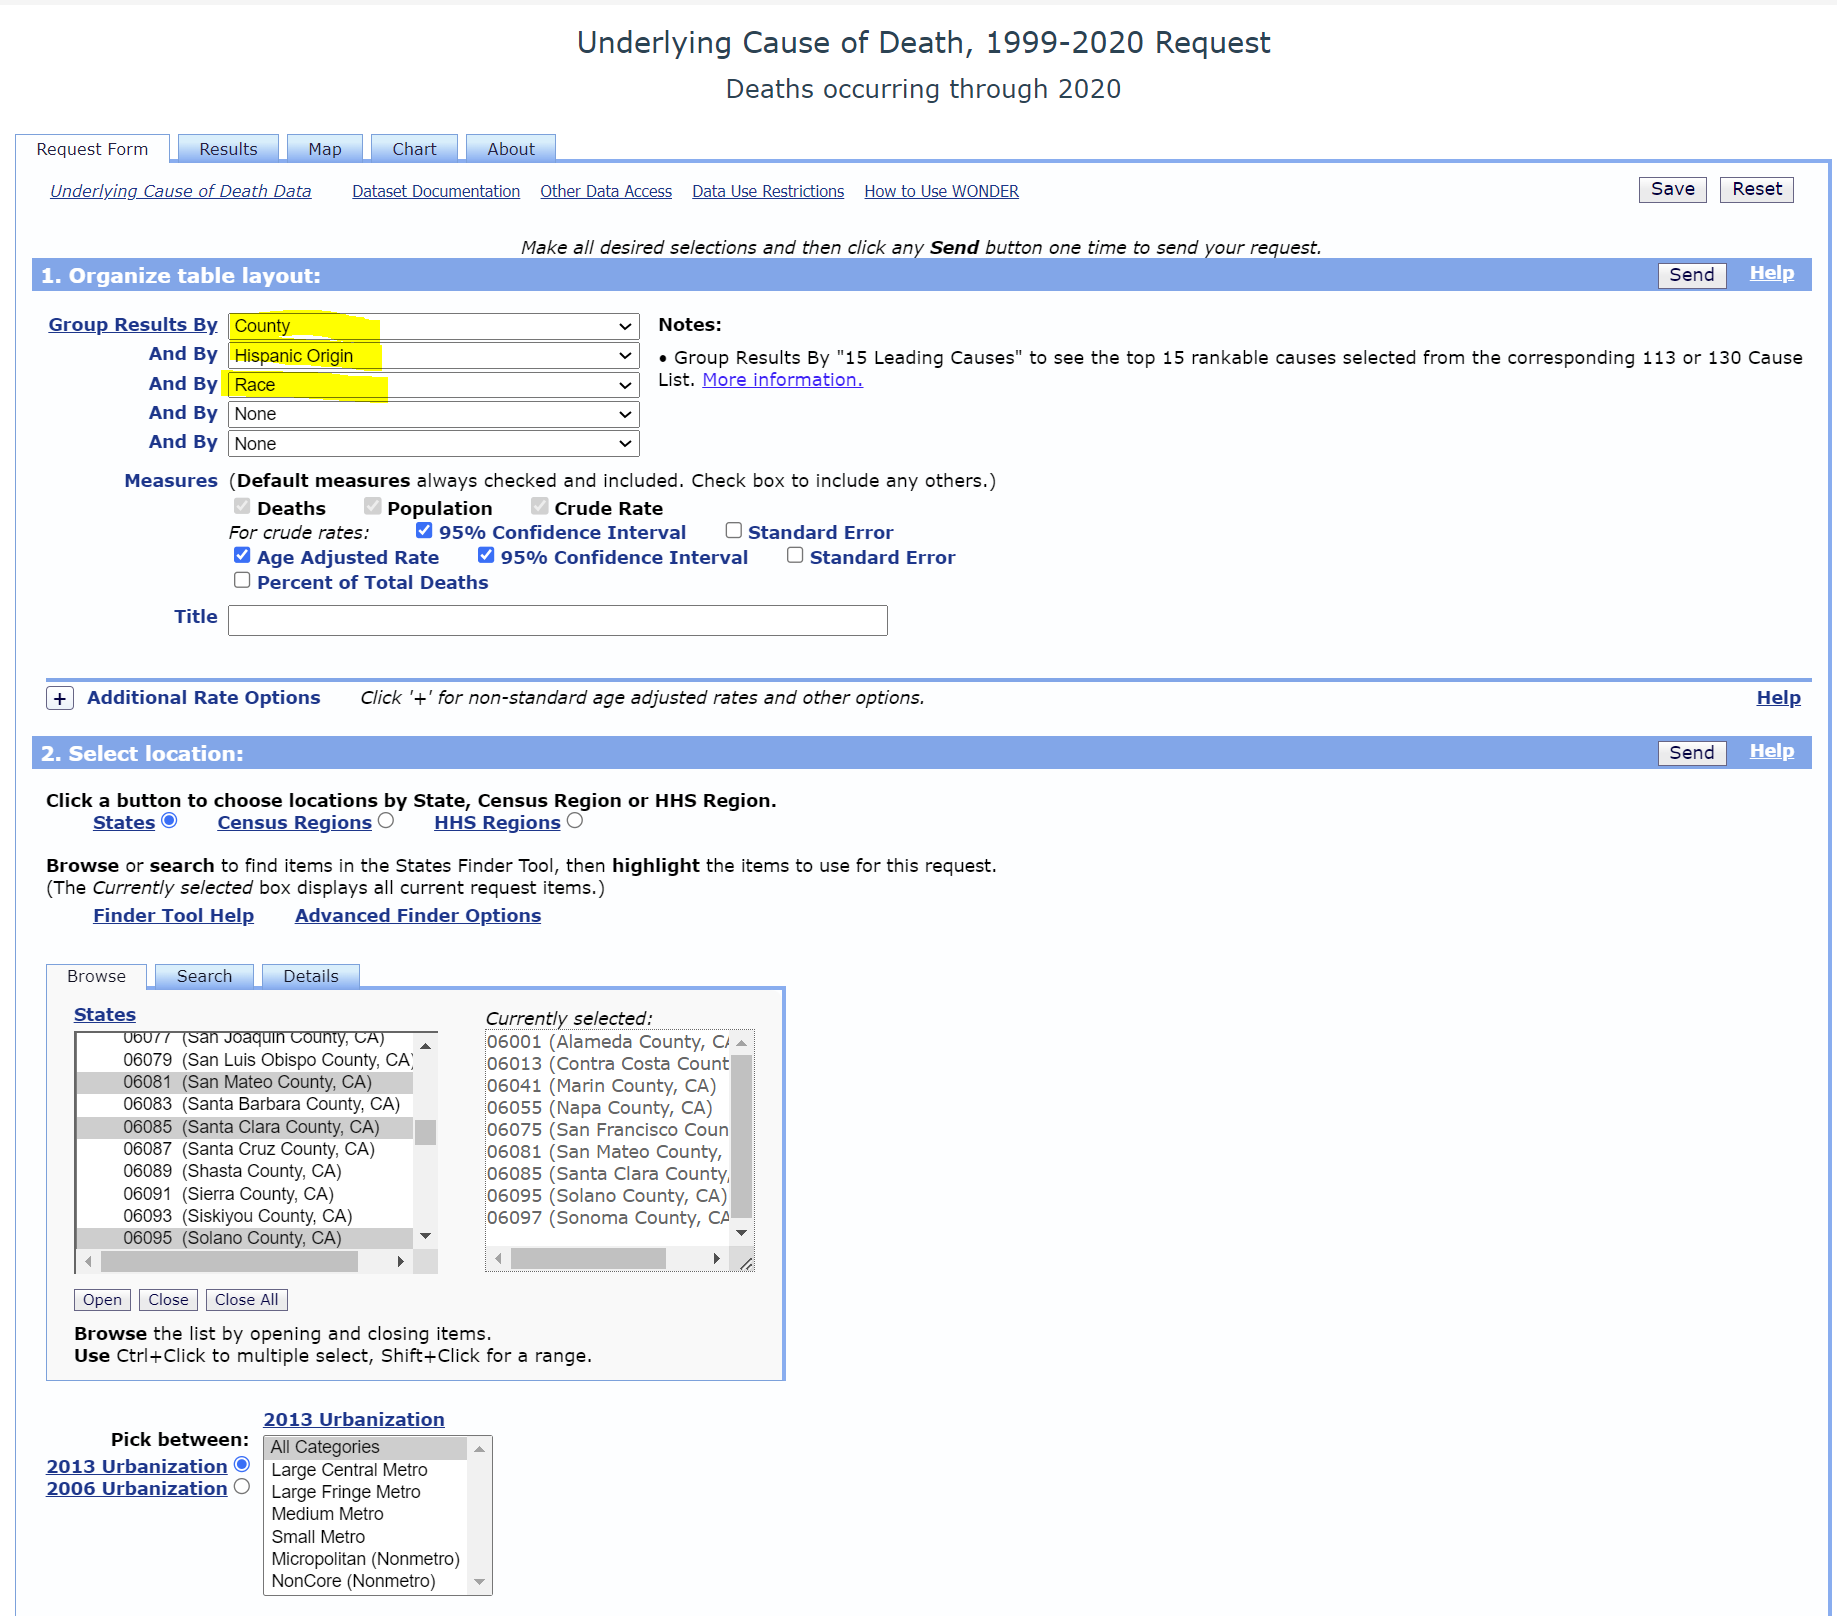 Underlying Cause of Death, 1999-2020 Request
Deaths occurring through 2020
Request Form Results Map Chart About
Underlying Cause of Death Data Dataset Documentation Other Data Access Data Use Restrictions How to Use WONDER Save Reset
Make all desired selections and then click any Send button one time to send your request.
1. Organize table layout: Send Help
Group Results By County
And By Hispanic Origin
And By Race
And By None
And By None
Notes:
• Group Results By "15 Leading Causes" to see the top 15 rankable causes selected from the corresponding 113 or 130 Cause
List. More information.
Measures (Default measures always checked and included. Check box to include any others.)
Deaths Population Crude Rate
For crude rates: 95% Confidence Interval Standard Error
Age Adjusted Rate 95% Confidence Interval Standard Error
Percent of Total Deaths
Title
+ Additional Rate Options Click '+' for non-standard age adjusted rates and other options. Help
2. Select location: Send Help
Click a button to choose locations by State, Census Region or HHS Region.
States Census Regions HHS Regions
Browse or search to find items in the States Finder Tool, then highlight the items to use for this request.
(The Currently selected box displays all current request items.)
Finder Tool Help Advanced Finder Options
Browse Search Details
States
06077 (San Joaquin County, CA)
06079 (San Luis Obispo County, CA)
06081 (San Mateo County, CA)
06083 (Santa Barbara County, CA)
06085 (Santa Clara County, CA)
06087 (Santa Cruz County, CA)
06089 (Shasta County, CA)
06091 (Sierra County, CA)
06093 (Siskiyou County, CA)
06095 (Solano County, CA)
Currently selected:
06001 (Alameda County, CA
06013 (Contra Costa Count
06041 (Marin County, CA)
06055 (Napa County, CA)
06075 (San Francisco Coun
06081 (San Mateo County,
06085 (Santa Clara County,
06095 (Solano County, CA)
06097 (Sonoma County, CA
Open Close Close All
Browse the list by opening and closing items.
Use Ctrl+Click to multiple select, Shift+Click for a range.
Pick between:
2013 Urbanization
2006 Urbanization
2013 Urbanization
All Categories
Large Central Metro
Large Fringe Metro
Medium Metro
Small Metro
Micropolitan (Nonmetro)
NonCore (Nonmetro)